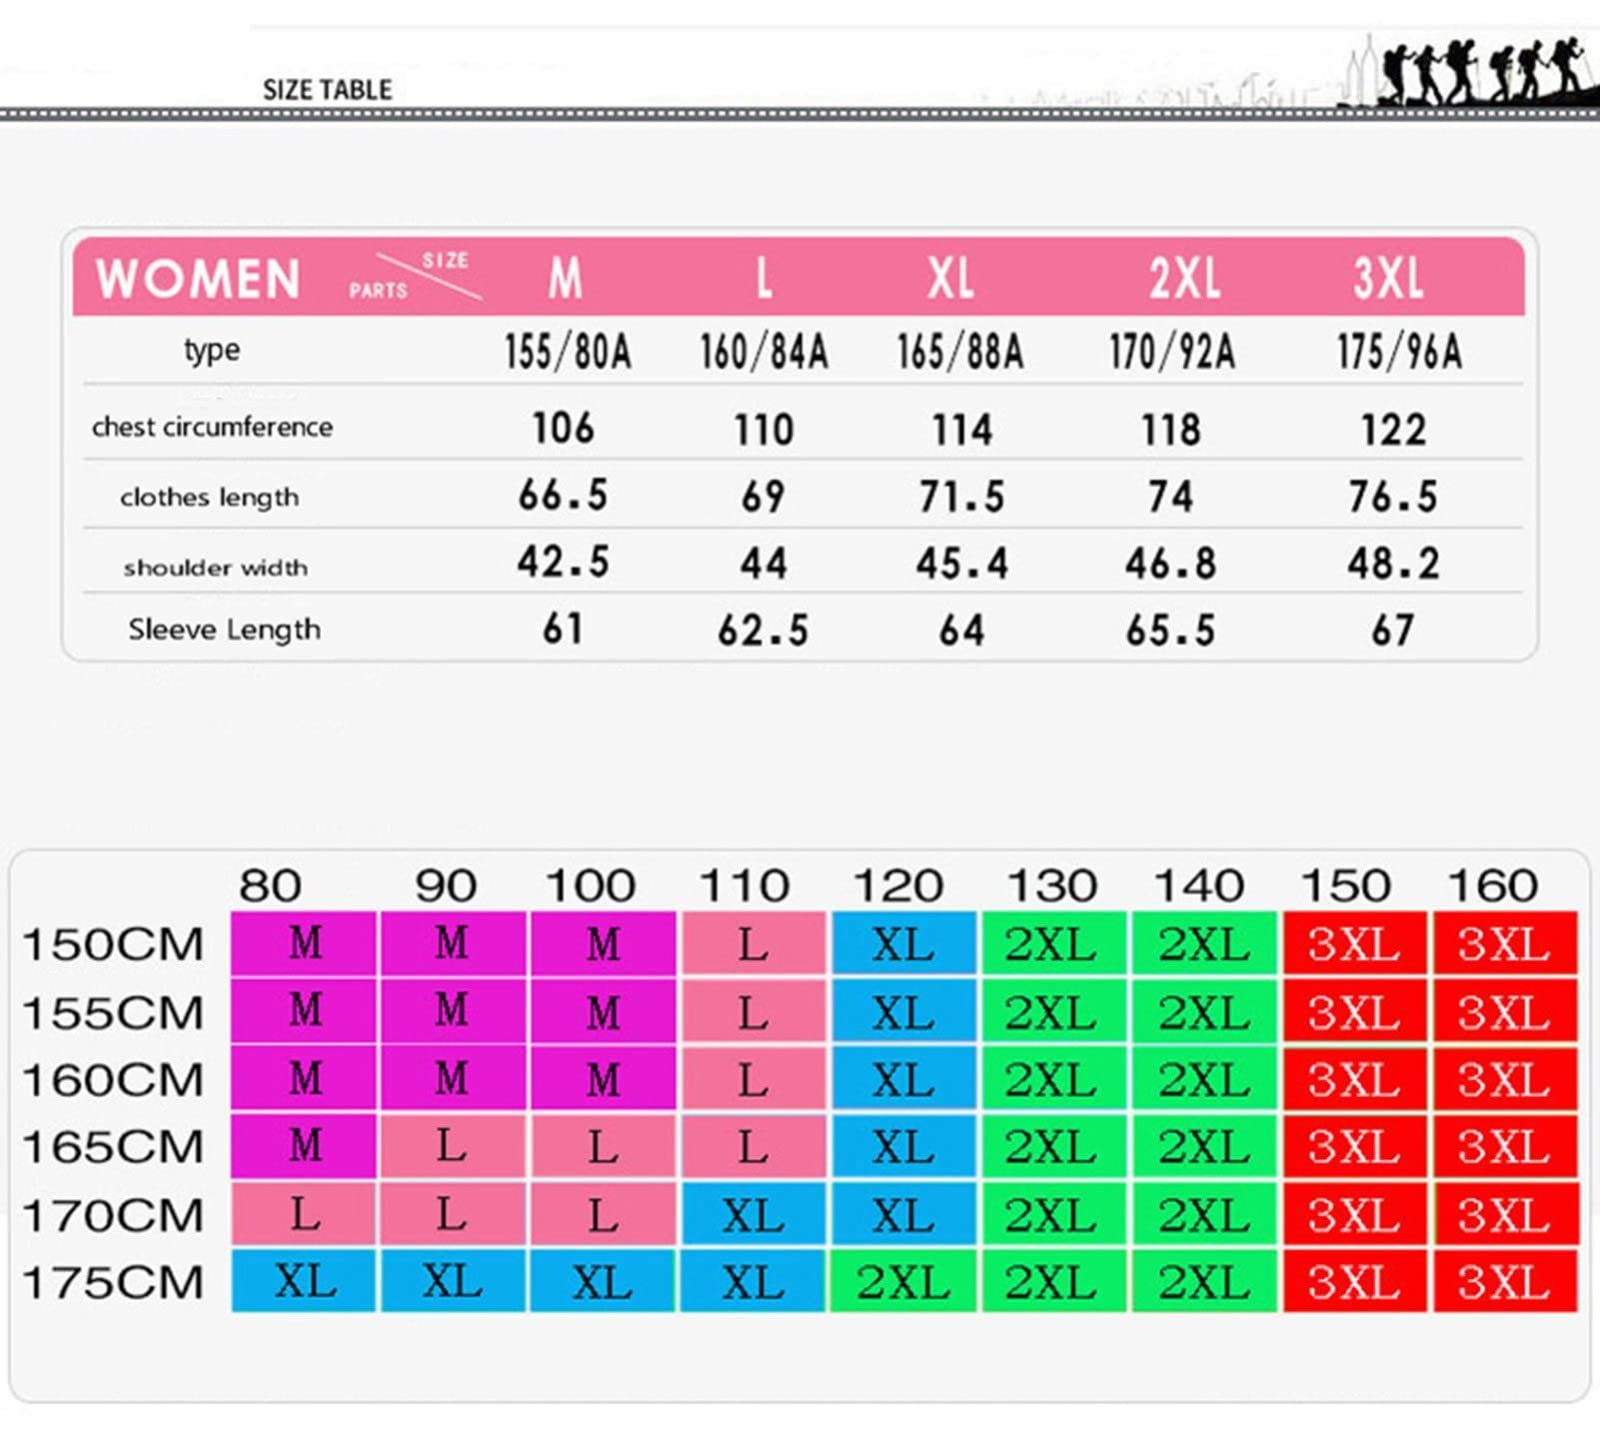 SIZE TABLE
WOMEN PARTS SIZE M L XL 2XL 3XL
type 155/80A 160/84A 165/88A 170/92A 175/96A
chest circumference 106 110 114 118 122
clothes length 66.5 69 71.5 74 76.5
shoulder width 42.5 44 45.4 46.8 48.2
Sleeve Length 61 62.5 64 65.5 67
80 90 100 110 120 130 140 150 160
150CM M M M L XL 2XL 2XL 3XL 3XL
155CM M M M L XL 2XL 2XL 3XL 3XL
160CM M M M L XL 2XL 2XL 3XL 3XL
165CM M L L L XL 2XL 2XL 3XL 3XL
170CM L L L XL XL 2XL 2XL 3XL 3XL
175CM XL XL XL XL 2XL 2XL 2XL 3XL 3XL